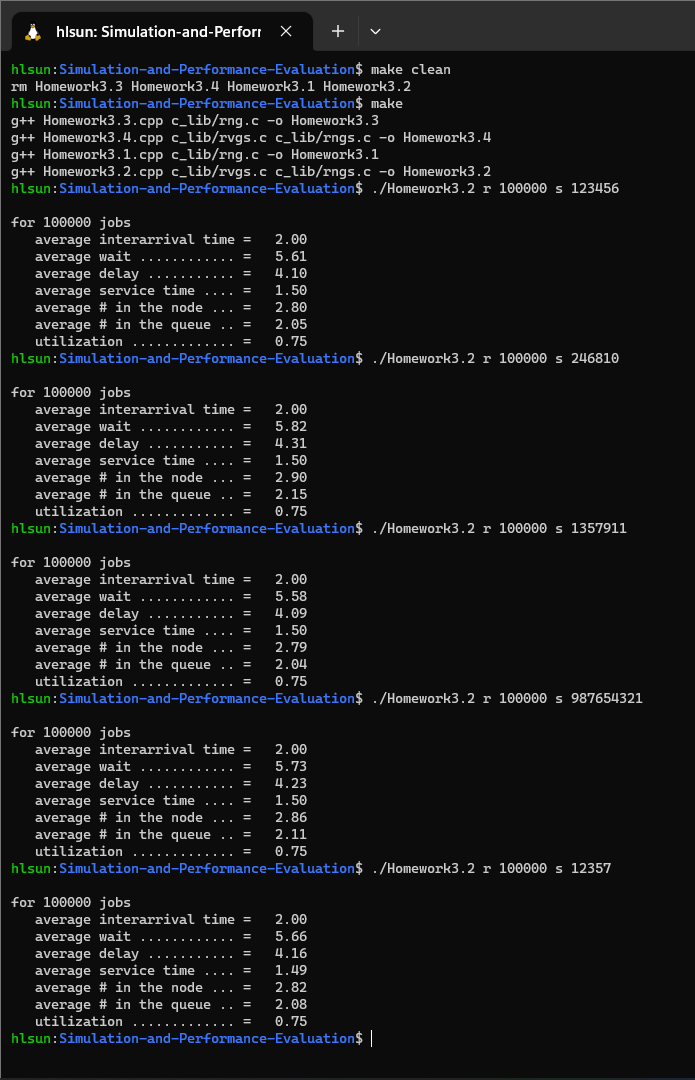 hlsun: Simulation-and-Perfor
hlsun:Simulation-and-Performance-Evaluation$ make clean
rm Homework3.3 Homework3.4 Homework3.1 Homework3.2
hlsun:Simulation-and-Performance-Evaluation$ make
g++ Homework3.3.cpp c_lib/rng.c -o Homework3.3
g++ Homework3.4.cpp c_lib/rvgs.c c_lib/rngs.c -o Homework3.4
g++ Homework3.1.cpp c_lib/rng.c -o Homework3.1
g++ Homework3.2.cpp c_lib/rvgs.c c_lib/rngs.c -o Homework3.2
hlsun:Simulation-and-Performance-Evaluation$ ./Homework3.2 r 100000 s 123456

for 100000 jobs
   average interarrival time =   2.00
   average wait ............ =   5.61
   average delay ........... =   4.10
   average service time .... =   1.50
   average # in the node ... =   2.80
   average # in the queue .. =   2.05
   utilization ............. =   0.75
hlsun:Simulation-and-Performance-Evaluation$ ./Homework3.2 r 100000 s 246810

for 100000 jobs
   average interarrival time =   2.00
   average wait ............ =   5.82
   average delay ........... =   4.31
   average service time .... =   1.50
   average # in the node ... =   2.90
   average # in the queue .. =   2.15
   utilization ............. =   0.75
hlsun:Simulation-and-Performance-Evaluation$ ./Homework3.2 r 100000 s 1357911

for 100000 jobs
   average interarrival time =   2.00
   average wait ............ =   5.58
   average delay ........... =   4.09
   average service time .... =   1.50
   average # in the node ... =   2.79
   average # in the queue .. =   2.04
   utilization ............. =   0.75
hlsun:Simulation-and-Performance-Evaluation$ ./Homework3.2 r 100000 s 987654321

for 100000 jobs
   average interarrival time =   2.00
   average wait ............ =   5.73
   average delay ........... =   4.23
   average service time .... =   1.50
   average # in the node ... =   2.86
   average # in the queue .. =   2.11
   utilization ............. =   0.75
hlsun:Simulation-and-Performance-Evaluation$ ./Homework3.2 r 100000 s 12357

for 100000 jobs
   average interarrival time =   2.00
   average wait ............ =   5.66
   average delay ........... =   4.16
   average service time .... =   1.49
   average # in the node ... =   2.82
   average # in the queue .. =   2.08
   utilization ............. =   0.75
hlsun:Simulation-and-Performance-Evaluation$